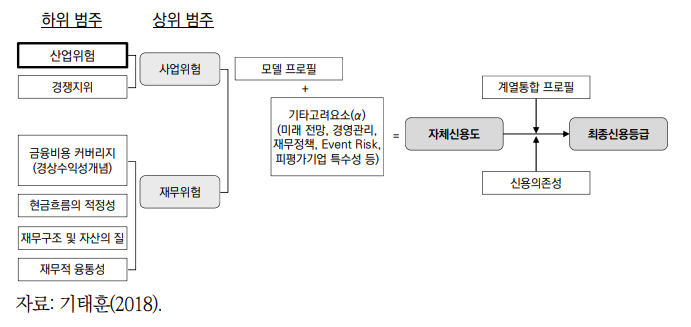 하위 범주
상위 범주
산업위험
경쟁지위
사업위험
금융비용 커버리지
(경상수익성개념)
현금흐름의 적정성
재무구조 및 자산의 질
재무적 융통성
재무위험
모델 프로필
+
기타고려요소(α)
(미래 전망, 경영관리,
재무정책, Event Risk,
피평가기업 특수성 등)
=
자체신용도
계열통합 프로필
신용의존성
최종신용등급
자료: 기태훈(2018).